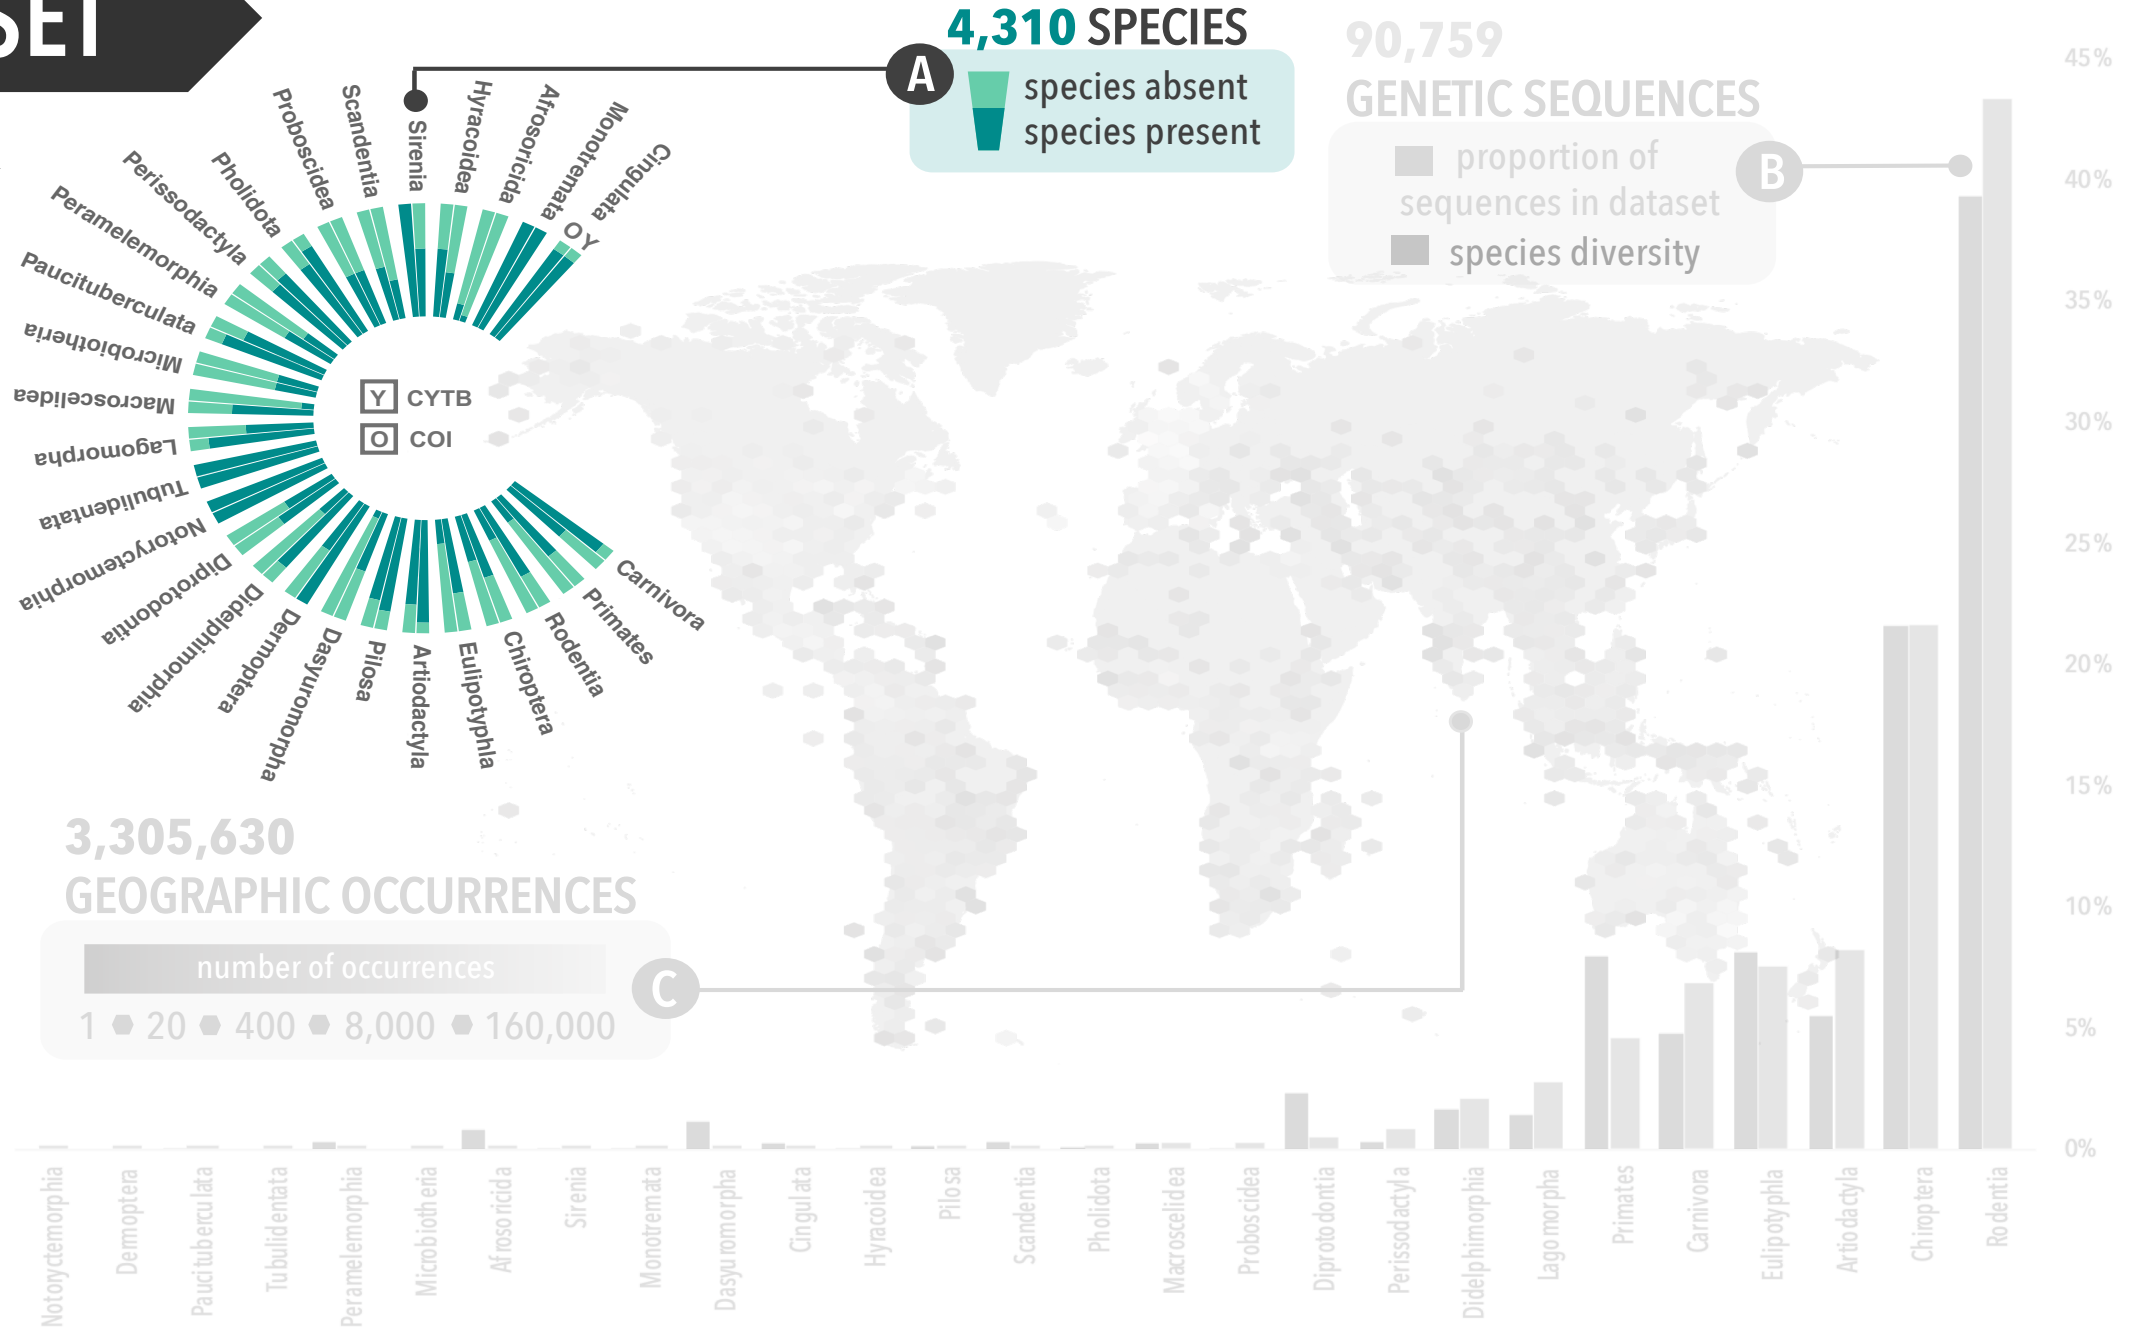 SET
4,310 SPECIES
A
species absent
species present
90,759
GENETIC SEQUENCES
proportion of
sequences in dataset
species diversity
B
45%
40%
35%
30%
25%
20%
15%
10%
5%
0%
Carnivora
Primates
Rodentia
Chiroptera
Eulipotyphla
Artiodactyla
Pilosa
Dasyuromorpha
Dermoptera
Didelphimorphia
Diprotodontia
Notoryctemorphia
Tubulidentata
Lagomorpha
Macroscelidea
Microbiotheria
Paucituberculata
Peramelemorphia
Perissodactyla
Pholidota
Proboscidea
Scandentia
Sirenia
Hyracoidea
Afrosoricida
Monotremata
Cingulata
O Y
Y CYTB
O COI
3,305,630
GEOGRAPHIC OCCURRENCES
number of occurrences
1 20 400 8,000 160,000
C
Notoryctemorphia
Dermoptera
Paucituberculata
Tubulidentata
Peramelemorphia
Microbiotheria
Afrosoricida
Sirenia
Monotremata
Dasyuromorpha
Cingulata
Hyracoidea
Pilosa
Scandentia
Pholidota
Macroscelidea
Proboscidea
Diprotodontia
Perissodactyla
Didelphimorphia
Lagomorpha
Primates
Carnivora
Eulipotyphla
Artiodactyla
Chiroptera
Rodentia